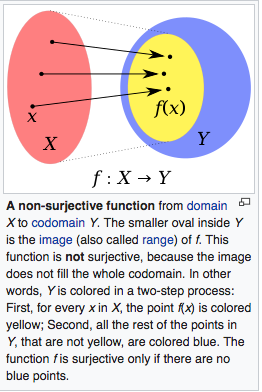 x
X
f(x)
Y
f : X → Y
A non-surjective function from domain
X to codomain Y. The smaller oval inside Y
is the image (also called range) of f. This
function is not surjective, because the image
does not fill the whole codomain. In other
words, Y is colored in a two-step process:
First, for every x in X, the point f(x) is colored
yellow; Second, all the rest of the points in
Y, that are not yellow, are colored blue. The
function f is surjective only if there are no
blue points.